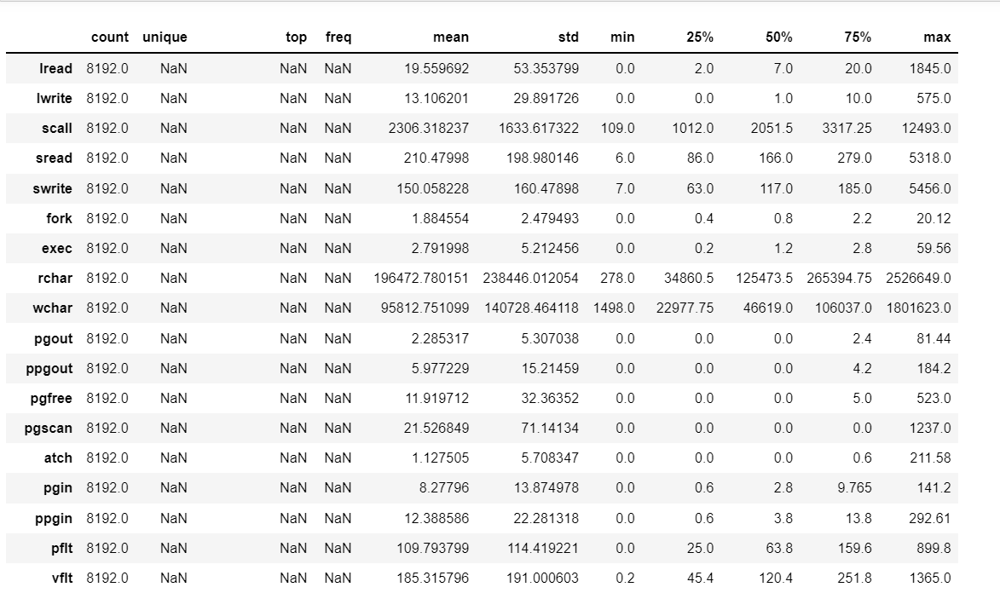 count unique top freq mean std min 25% 50% 75% max
lread 8192.0 NaN NaN NaN 19.559692 53.353799 0.0 2.0 7.0 20.0 1845.0
lwrite 8192.0 NaN NaN NaN 13.106201 29.891726 0.0 0.0 1.0 10.0 575.0
scall 8192.0 NaN NaN NaN 2306.318237 1633.617322 109.0 1012.0 2051.5 3317.25 12493.0
sread 8192.0 NaN NaN NaN 210.47998 198.980146 6.0 86.0 166.0 279.0 5318.0
swrite 8192.0 NaN NaN NaN 150.058228 160.47898 7.0 63.0 117.0 185.0 5456.0
fork 8192.0 NaN NaN NaN 1.884554 2.479493 0.0 0.4 0.8 2.2 20.12
exec 8192.0 NaN NaN NaN 2.791998 5.212456 0.0 0.2 1.2 2.8 59.56
rchar 8192.0 NaN NaN NaN 196472.780151 238446.012054 278.0 34860.5 125473.5 265394.75 2526649.0
wchar 8192.0 NaN NaN NaN 95812.751099 140728.464118 1498.0 22977.75 46619.0 106037.0 1801623.0
pgout 8192.0 NaN NaN NaN 2.285317 5.307038 0.0 0.0 0.0 2.4 81.44
ppgout 8192.0 NaN NaN NaN 5.977229 15.21459 0.0 0.0 0.0 4.2 184.2
pgfree 8192.0 NaN NaN NaN 11.919712 32.36352 0.0 0.0 0.0 5.0 523.0
pgscan 8192.0 NaN NaN NaN 21.526849 71.14134 0.0 0.0 0.0 0.0 1237.0
atch 8192.0 NaN NaN NaN 1.127505 5.708347 0.0 0.0 0.0 0.6 211.58
pgin 8192.0 NaN NaN NaN 8.27796 13.874978 0.0 0.6 2.8 9.765 141.2
ppgin 8192.0 NaN NaN NaN 12.388586 22.281318 0.0 0.6 3.8 13.8 292.61
pflt 8192.0 NaN NaN NaN 109.793799 114.419221 0.0 25.0 63.8 159.6 899.8
vflt 8192.0 NaN NaN NaN 185.315796 191.000603 0.2 45.4 120.4 251.8 1365.0